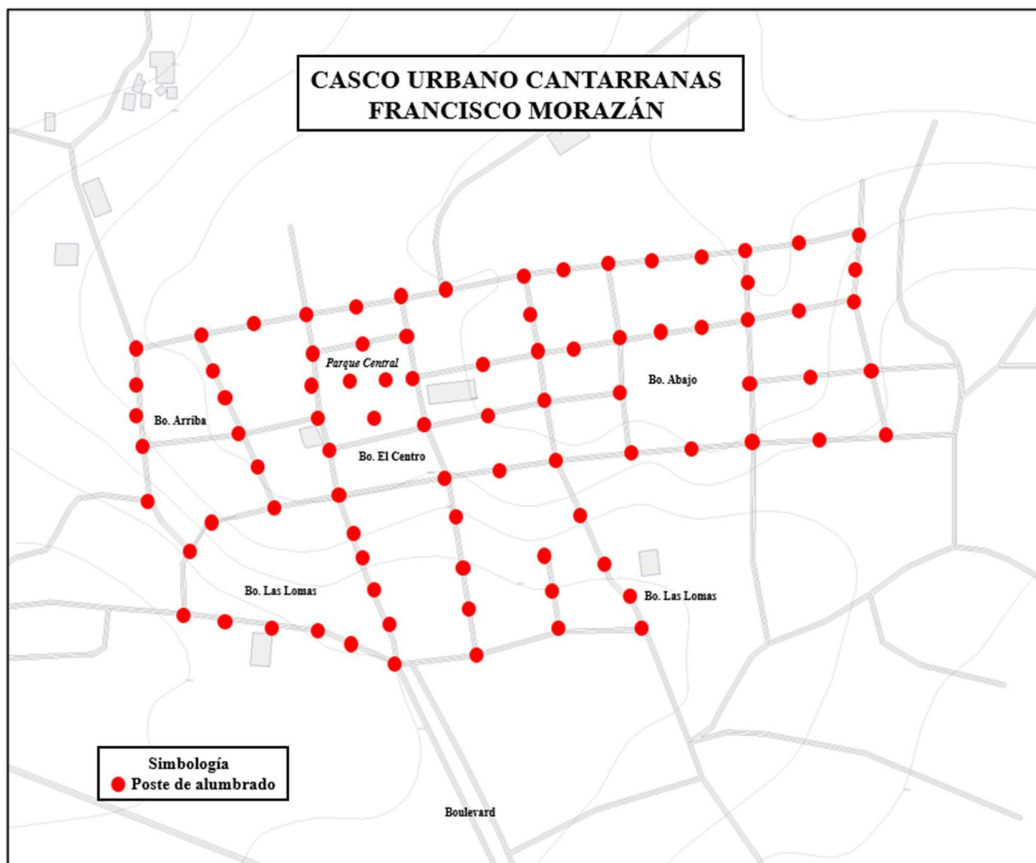 CASCO URBANO CANTARRANAS
FRANCISCO MORAZÁN
Parque Central
Bo. Abajo
Bo. Arriba
Bo. El Centro
Bo. Las Lomas
Bo. Las Lomas
Simbología
Poste de alumbrado
Boulevard